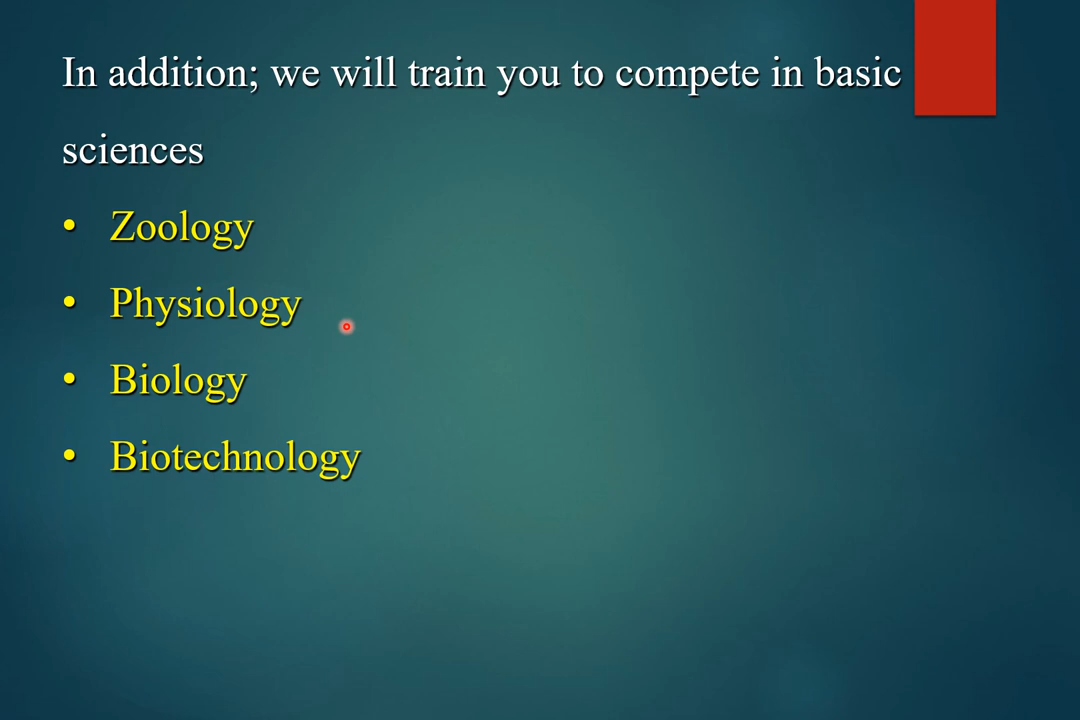 In addition; we will train you to compete in basic
sciences
• Zoology
• Physiology
• Biology
• Biotechnology